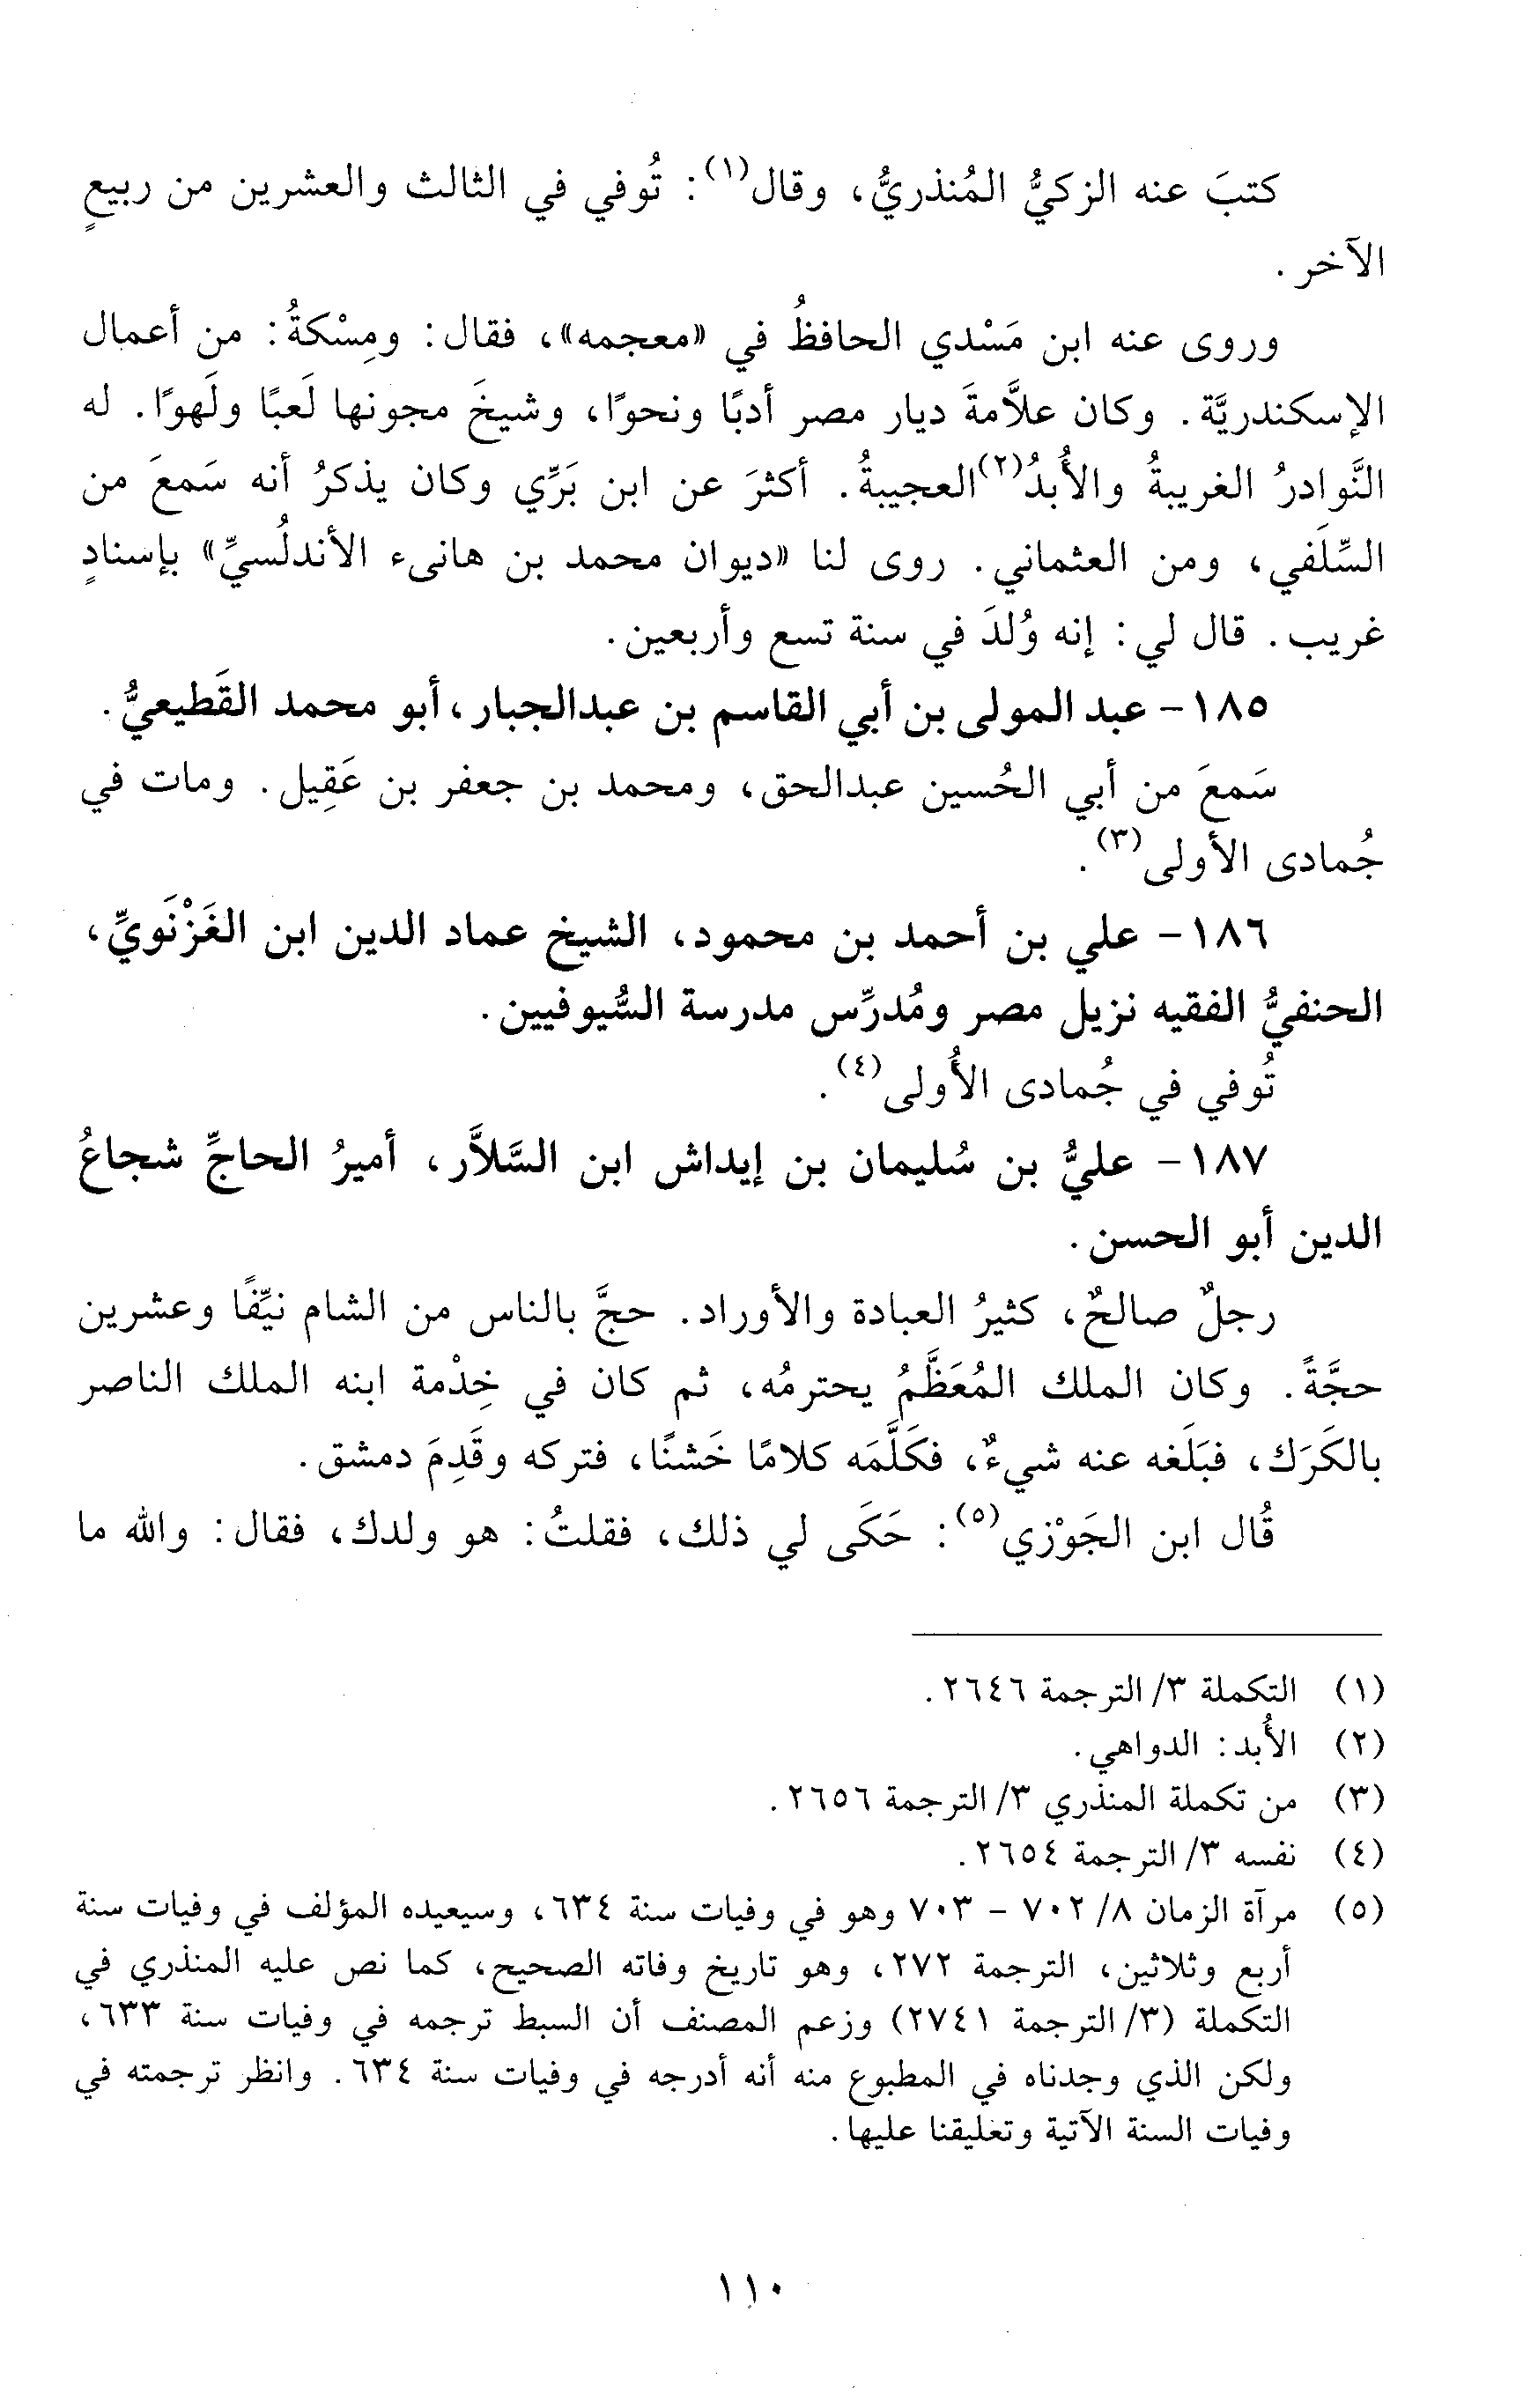 كتبَ عنه الزكيُّ المُنذريُّ، وقال(١): تُوفي في الثالث والعشرين من ربيعٍ
الآخر.
وروى عنه ابن مَسْدي الحافظُ في «معجمه»، فقال: ومِسْكةُ: من أعمال
الإسكندريَّة. وكان علاَّمةَ ديار مصر أدبًا ونحوًا، وشيخَ مجونها لَعبًا ولَهوًا. له
النَّوادرُ الغريبةُ والأُبدُ(٢) العجيبةُ. أكثرَ عن ابن بَرِّي وكان يذكرُ أنه سَمعَ من
السِّلَفي، ومن العثماني. روى لنا «ديوان محمد بن هانىء الأندلُسيِّ» بإسنادٍ
غريب. قال لي: إنه وُلدَ في سنة تسع وأربعين.
١٨٥- عبد المولى بن أبي القاسم بن عبدالجبار، أبو محمد القَطيعيُّ.
سَمعَ من أبي الحُسين عبدالحق، ومحمد بن جعفر بن عَقِيل. ومات في
جُمادى الأولى(٣).
١٨٦- علي بن أحمد بن محمود، الشيخ عماد الدين ابن الغَزْنَويِّ،
الحنفيُّ الفقيه نزيل مصر ومُدرِّس مدرسة السُّيوفيين.
تُوفي في جُمادى الأُولى(٤).
١٨٧- عليُّ بن سُليمان بن إيداش ابن السَّلاَّر، أميرُ الحاجِّ شجاعُ
الدين أبو الحسن.
رجلٌ صالحٌ، كثيرُ العبادة والأوراد. حجَّ بالناس من الشام نيِّفًا وعشرين
حجَّةً. وكان الملك المُعَظَّمُ يحترمُه، ثم كان في خِدْمة ابنه الملك الناصر
بالكَرَك، فبَلَغه عنه شيءٌ، فكَلَّمَه كلامًا خَشنًا، فتركه وقَدِمَ دمشق.
قُال ابن الجَوْزي(٥): حَكَى لي ذلك، فقلتُ: هو ولدك، فقال: والله ما
(١) التكملة ٣/ الترجمة ٢٦٤٦.
(٢) الأُبد: الدواهي.
(٣) من تكملة المنذري ٣/ الترجمة ٢٦٥٦.
(٤) نفسه ٣/ الترجمة ٢٦٥٤.
(٥) مرآة الزمان ٨/ ٧٠٢ - ٧٠٣ وهو في وفيات سنة ٦٣٤، وسيعيده المؤلف في وفيات سنة
أربع وثلاثين، الترجمة ٢٧٢، وهو تاريخ وفاته الصحيح، كما نص عليه المنذري في
التكملة (٣/ الترجمة ٢٧٤١) وزعم المصنف أن السبط ترجمه في وفيات سنة ٦٣٣،
ولكن الذي وجدناه في المطبوع منه أنه أدرجه في وفيات سنة ٦٣٤. وانظر ترجمته في
وفيات السنة الآتية وتعليقنا عليها.
١١٠